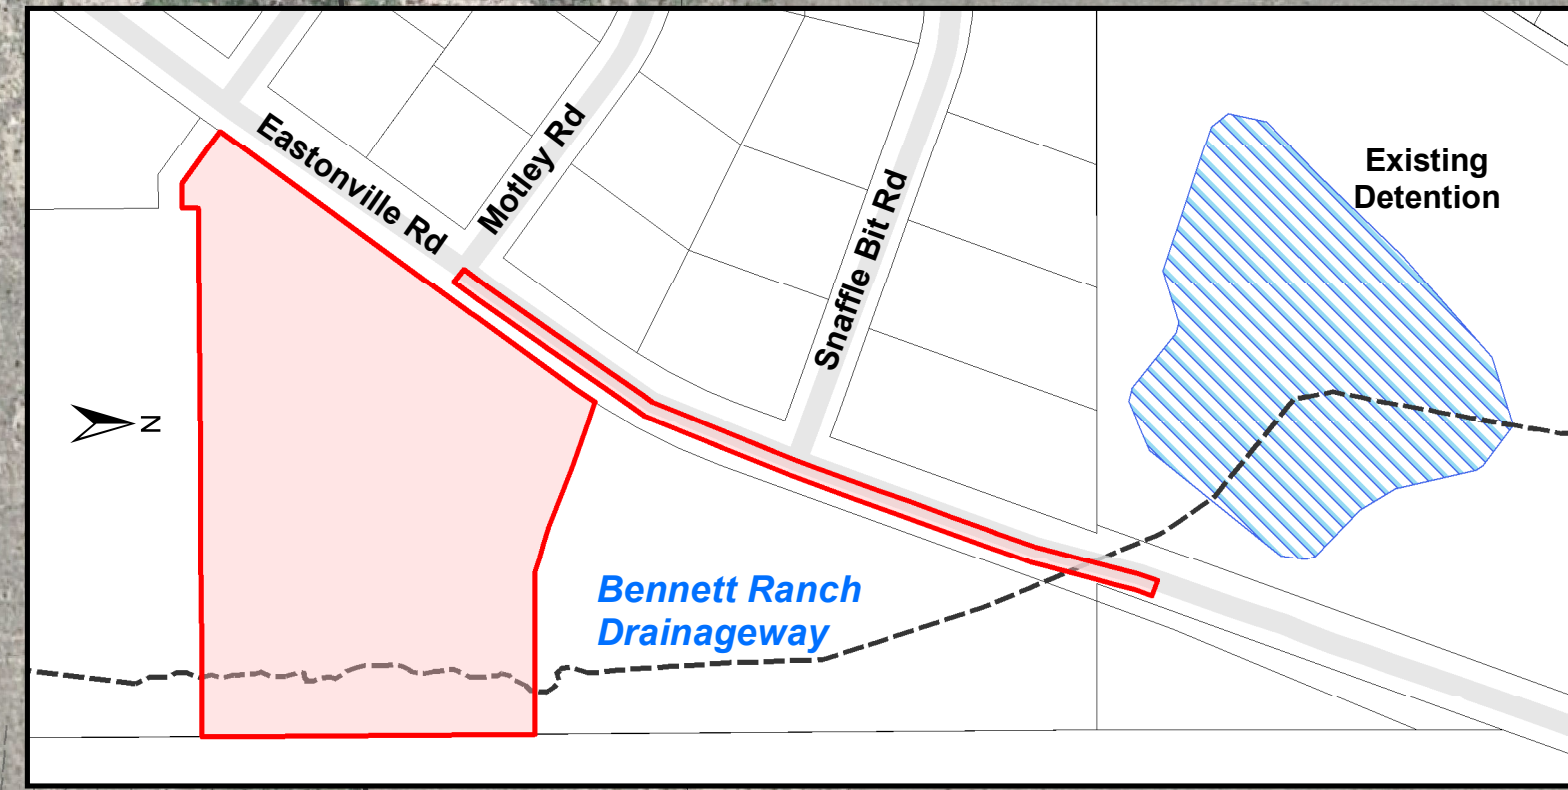 Eastonville Rd
Motley Rd
Snaffle Bit Rd
Existing
Detention
N
Bennett Ranch
Drainageway